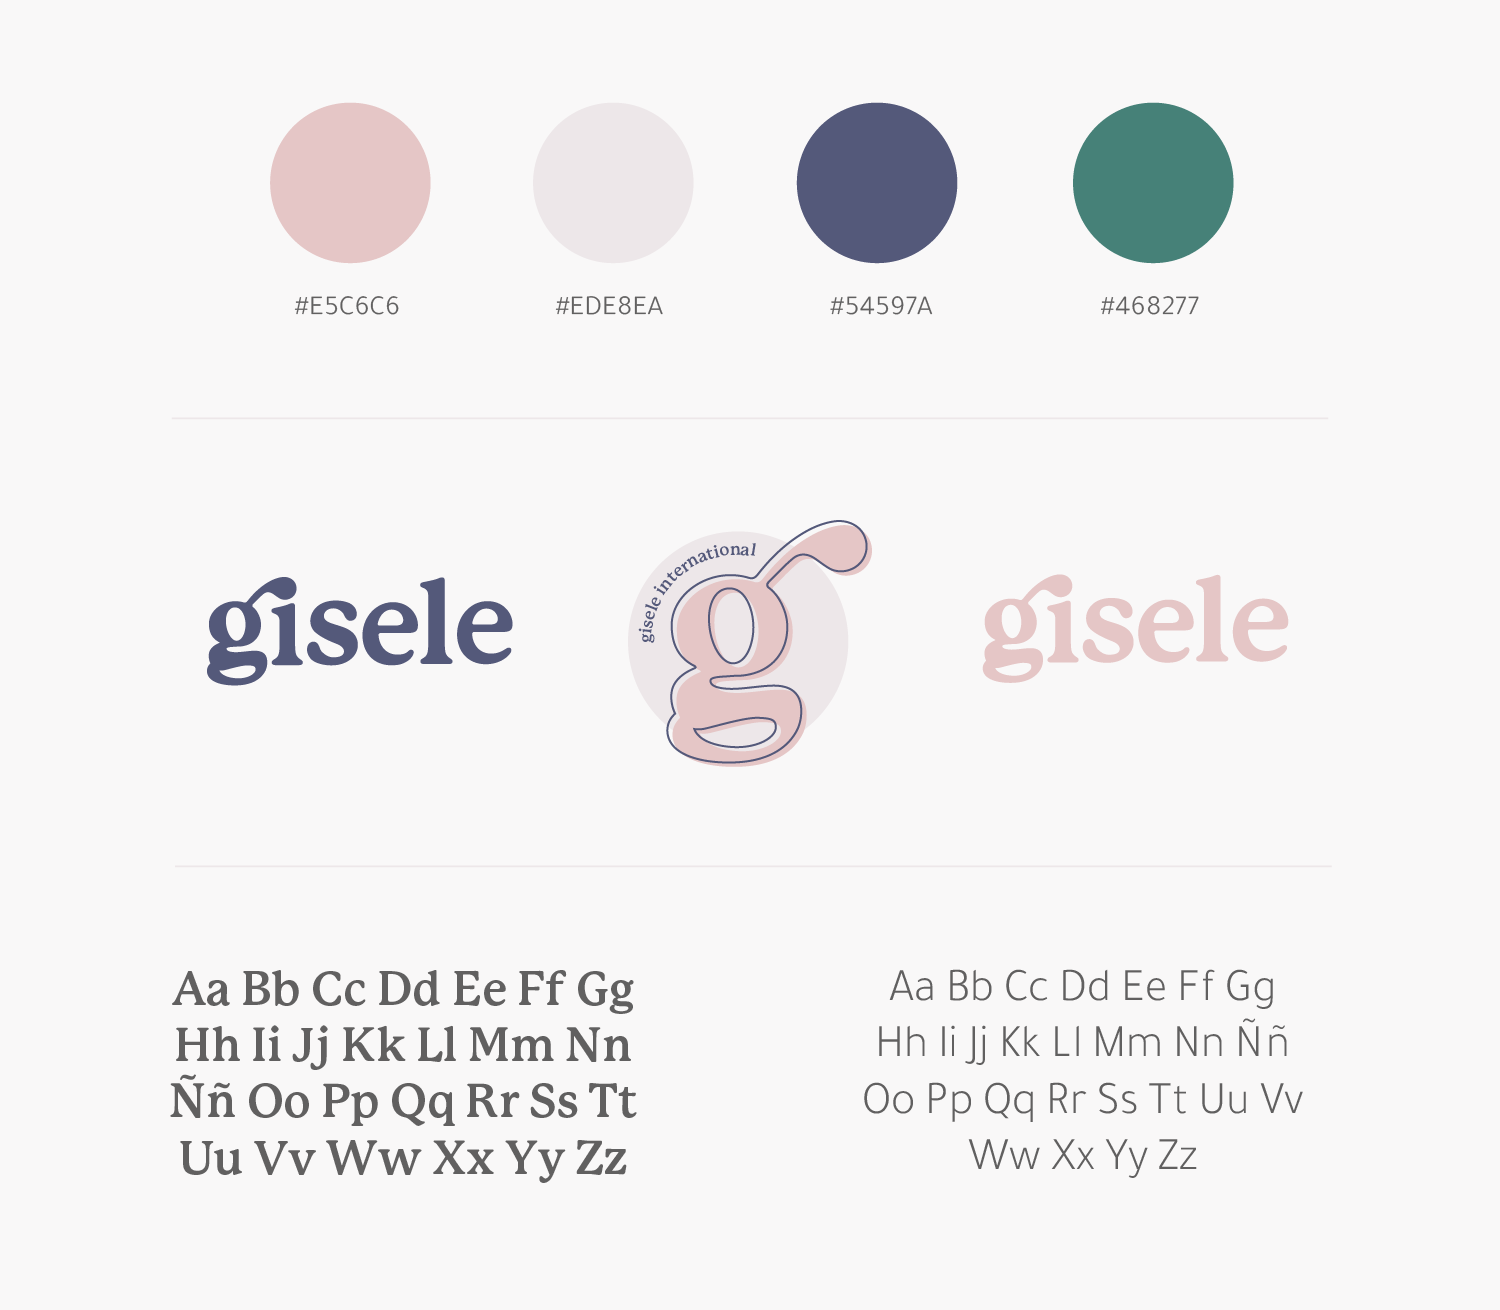 #E5C6C6
#EDE8EA
#54597A
#468277
gisele
gisele international
g
gisele
Aa Bb Cc Dd Ee Ff Gg
Hh Ii Jj Kk Ll Mm Nn
Ññ Oo Pp Qq Rr Ss Tt
Uu Vv Ww Xx Yy Zz
Aa Bb Cc Dd Ee Ff Gg
Hh Ii Jj Kk Ll Mm Nn Ññ
Oo Pp Qq Rr Ss Tt Uu Vv
Ww Xx Yy Zz